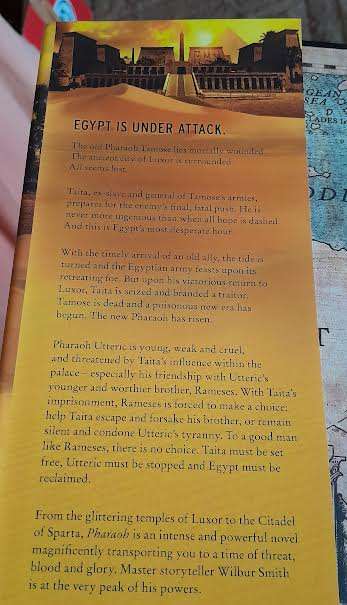 EGYPT IS UNDER ATTACK.
The old Pharaoh Tamose lies mortally wounded.
The ancient city of Luxor is surrounded.
All seems lost.
Taita, ex-slave and general of Tamose's armies,
prepares for the enemy's final, fatal push. He is
never more ingenious than when all hope is dashed.
And this is Egypt's most desperate hour.
With the timely arrival of an old ally, the tide is
turned and the Egyptian army feasts upon its
retreating foe. But upon his victorious return to
Luxor, Taita is seized and branded a traitor.
Tamose is dead and a poisonous new era has
begun. The new Pharaoh has risen.
Pharaoh Utteric is young, weak and cruel,
and threatened by Taita's influence within the
palace – especially his friendship with Utteric's
younger and worthier brother, Rameses. With Taita's
imprisonment, Rameses is forced to make a choice:
help Taita escape and forsake his brother, or remain
silent and condone Utteric's tyranny. To a good man
like Rameses, there is no choice. Taita must be set
free, Utteric must be stopped and Egypt must be
reclaimed.
From the glittering temples of Luxor to the Citadel
of Sparta, Pharaoh is an intense and powerful novel
magnificently transporting you to a time of threat,
blood and glory. Master storyteller Wilbur Smith
is at the very peak of his powers.
GEAN
SEA
LADES I